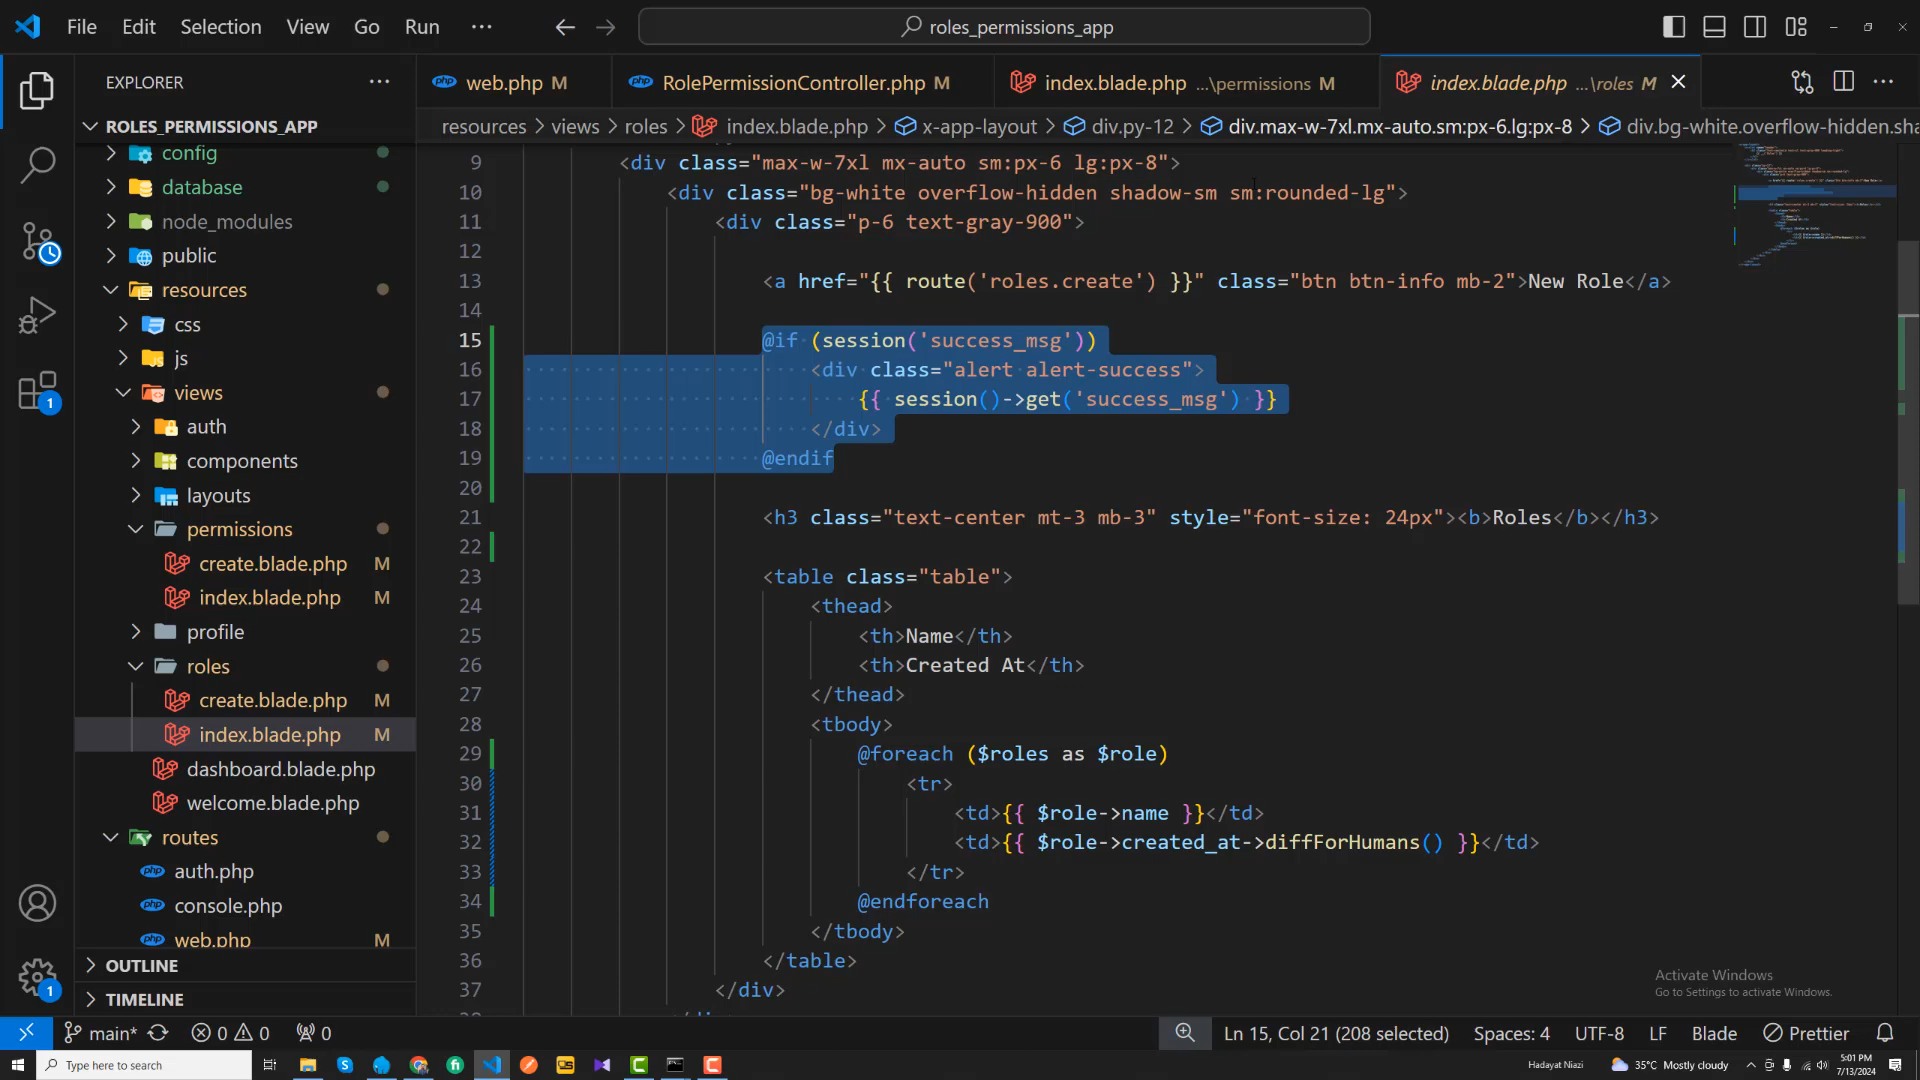 File Edit Selection View Go Run ··· roles_permissions_app
EXPLORER
web.php M RolePermissionController.php M index.blade.php ...\permissions M index.blade.php ...\roles M
resources > views > roles > index.blade.php > x-app-layout > div.py-12 > div.max-w-7xl.mx-auto.sm:px-6.lg:px-8 > div.bg-white.overflow-hidden.sha
ROLES_PERMISSIONS_APP
config
database
node_modules
public
resources
css
js
views
auth
components
layouts
permissions
create.blade.php M
index.blade.php M
profile
roles
create.blade.php M
index.blade.php M
dashboard.blade.php
welcome.blade.php
routes
auth.php
console.php
web.php M
OUTLINE
TIMELINE
9 <div class="max-w-7xl mx-auto sm:px-6 lg:px-8">
10 <div class="bg-white overflow-hidden shadow-sm sm:rounded-lg">
11 <div class="p-6 text-gray-900">
12
13 <a href="{{ route('roles.create') }}" class="btn btn-info mb-2">New Role</a>
14
15 @if (session('success_msg'))
16 <div class="alert alert-success">
17 {{ session()->get('success_msg') }}
18 </div>
19 @endif
20
21 <h3 class="text-center mt-3 mb-3" style="font-size: 24px"><b>Roles</b></h3>
22
23 <table class="table">
24 <thead>
25 <th>Name</th>
26 <th>Created At</th>
27 </thead>
28 <tbody>
29 @foreach ($roles as $role)
30 <tr>
31 <td>{{ $role->name }}</td>
32 <td>{{ $role->created_at->diffForHumans() }}</td>
33 </tr>
34 @endforeach
35 </tbody>
36 </table>
37 </div>
Activate Windows
Go to Settings to activate Windows.
1
1
main* 0 0 0 Ln 15, Col 21 (208 selected) Spaces: 4 UTF-8 LF Blade Prettier
Type here to search Hadayat Niazi 35°C Mostly cloudy 5:01 PM
7/13/2024